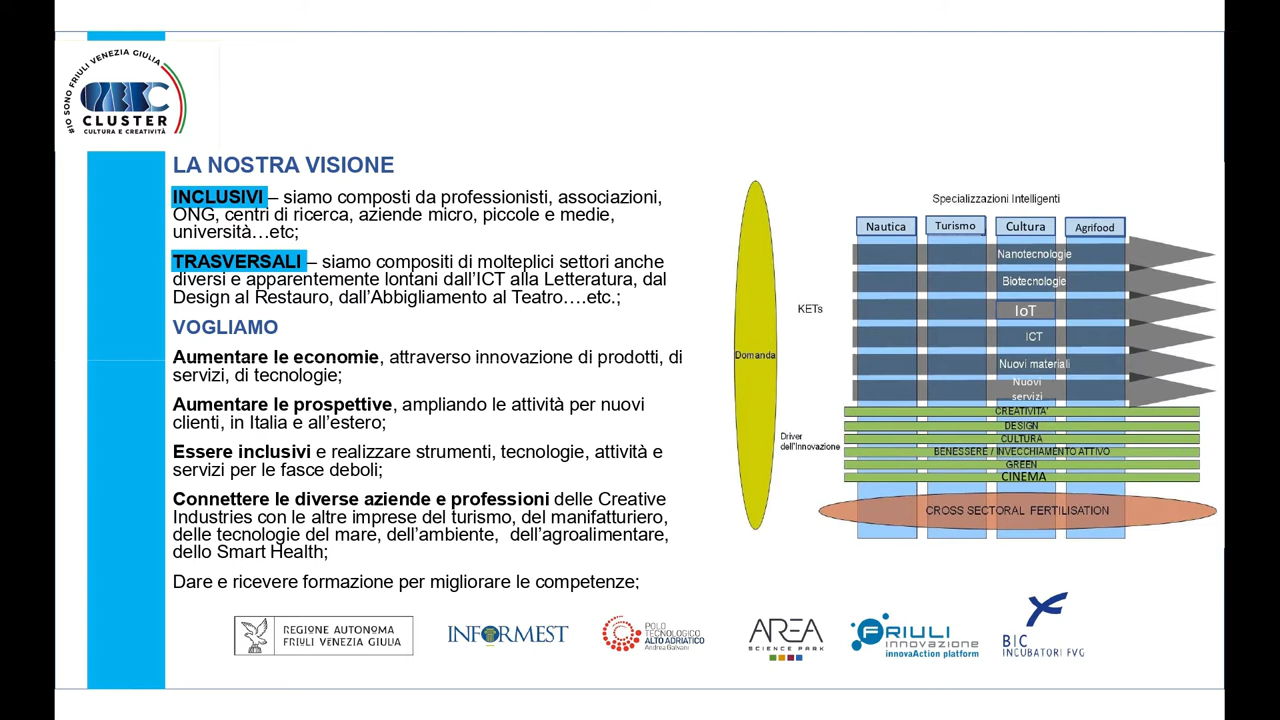 #IO SONO FRIULI VENEZIA GIULIA
CLUSTER
CULTURA E CREATIVITÀ
LA NOSTRA VISIONE
INCLUSIVI – siamo composti da professionisti, associazioni,
ONG, centri di ricerca, aziende micro, piccole e medie,
università…etc;
TRASVERSALI – siamo compositi di molteplici settori anche
diversi e apparentemente lontani dall’ICT alla Letteratura, dal
Design al Restauro, dall’Abbigliamento al Teatro….etc.;
VOGLIAMO
Aumentare le economie, attraverso innovazione di prodotti, di
servizi, di tecnologie;
Aumentare le prospettive, ampliando le attività per nuovi
clienti, in Italia e all’estero;
Essere inclusivi e realizzare strumenti, tecnologie, attività e
servizi per le fasce deboli;
Connettere le diverse aziende e professioni delle Creative
Industries con le altre imprese del turismo, del manifatturiero,
delle tecnologie del mare, dell’ambiente, dell’agroalimentare,
dello Smart Health;
Dare e ricevere formazione per migliorare le competenze;
Specializzazioni Intelligenti
Nautica Turismo Cultura Agrifood
Nanotecnologie
Biotecnologie
KETs
IoT
ICT
Domanda
Nuovi materiali
Nuovi
servizi
CREATIVITA'
DESIGN
Driver
dell'Innovazione
CULTURA
BENESSERE / INVECCHIAMENTO ATTIVO
GREEN
CINEMA
CROSS SECTORAL FERTILISATION
REGIONE AUTONOMA
FRIULI VENEZIA GIULIA
INFORMEST
POLO
TECNOLOGICO
ALTO ADRIATICO
Andrea Galvani
AREA
SCIENCE PARK
FRIULI
innovazione
innovAction platform
BIC
INCUBATORI FVG